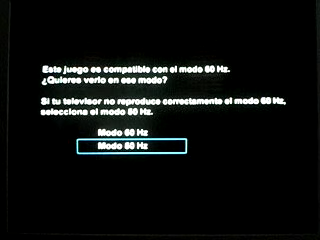 Este juego es compatible con el modo 60 Hz.
¿Quieres verlo en ese modo?
Si tu televisor no reproduce correctamente el modo 60 Hz,
selecciona el modo 50 Hz.
Modo 60 Hz
Modo 50 Hz